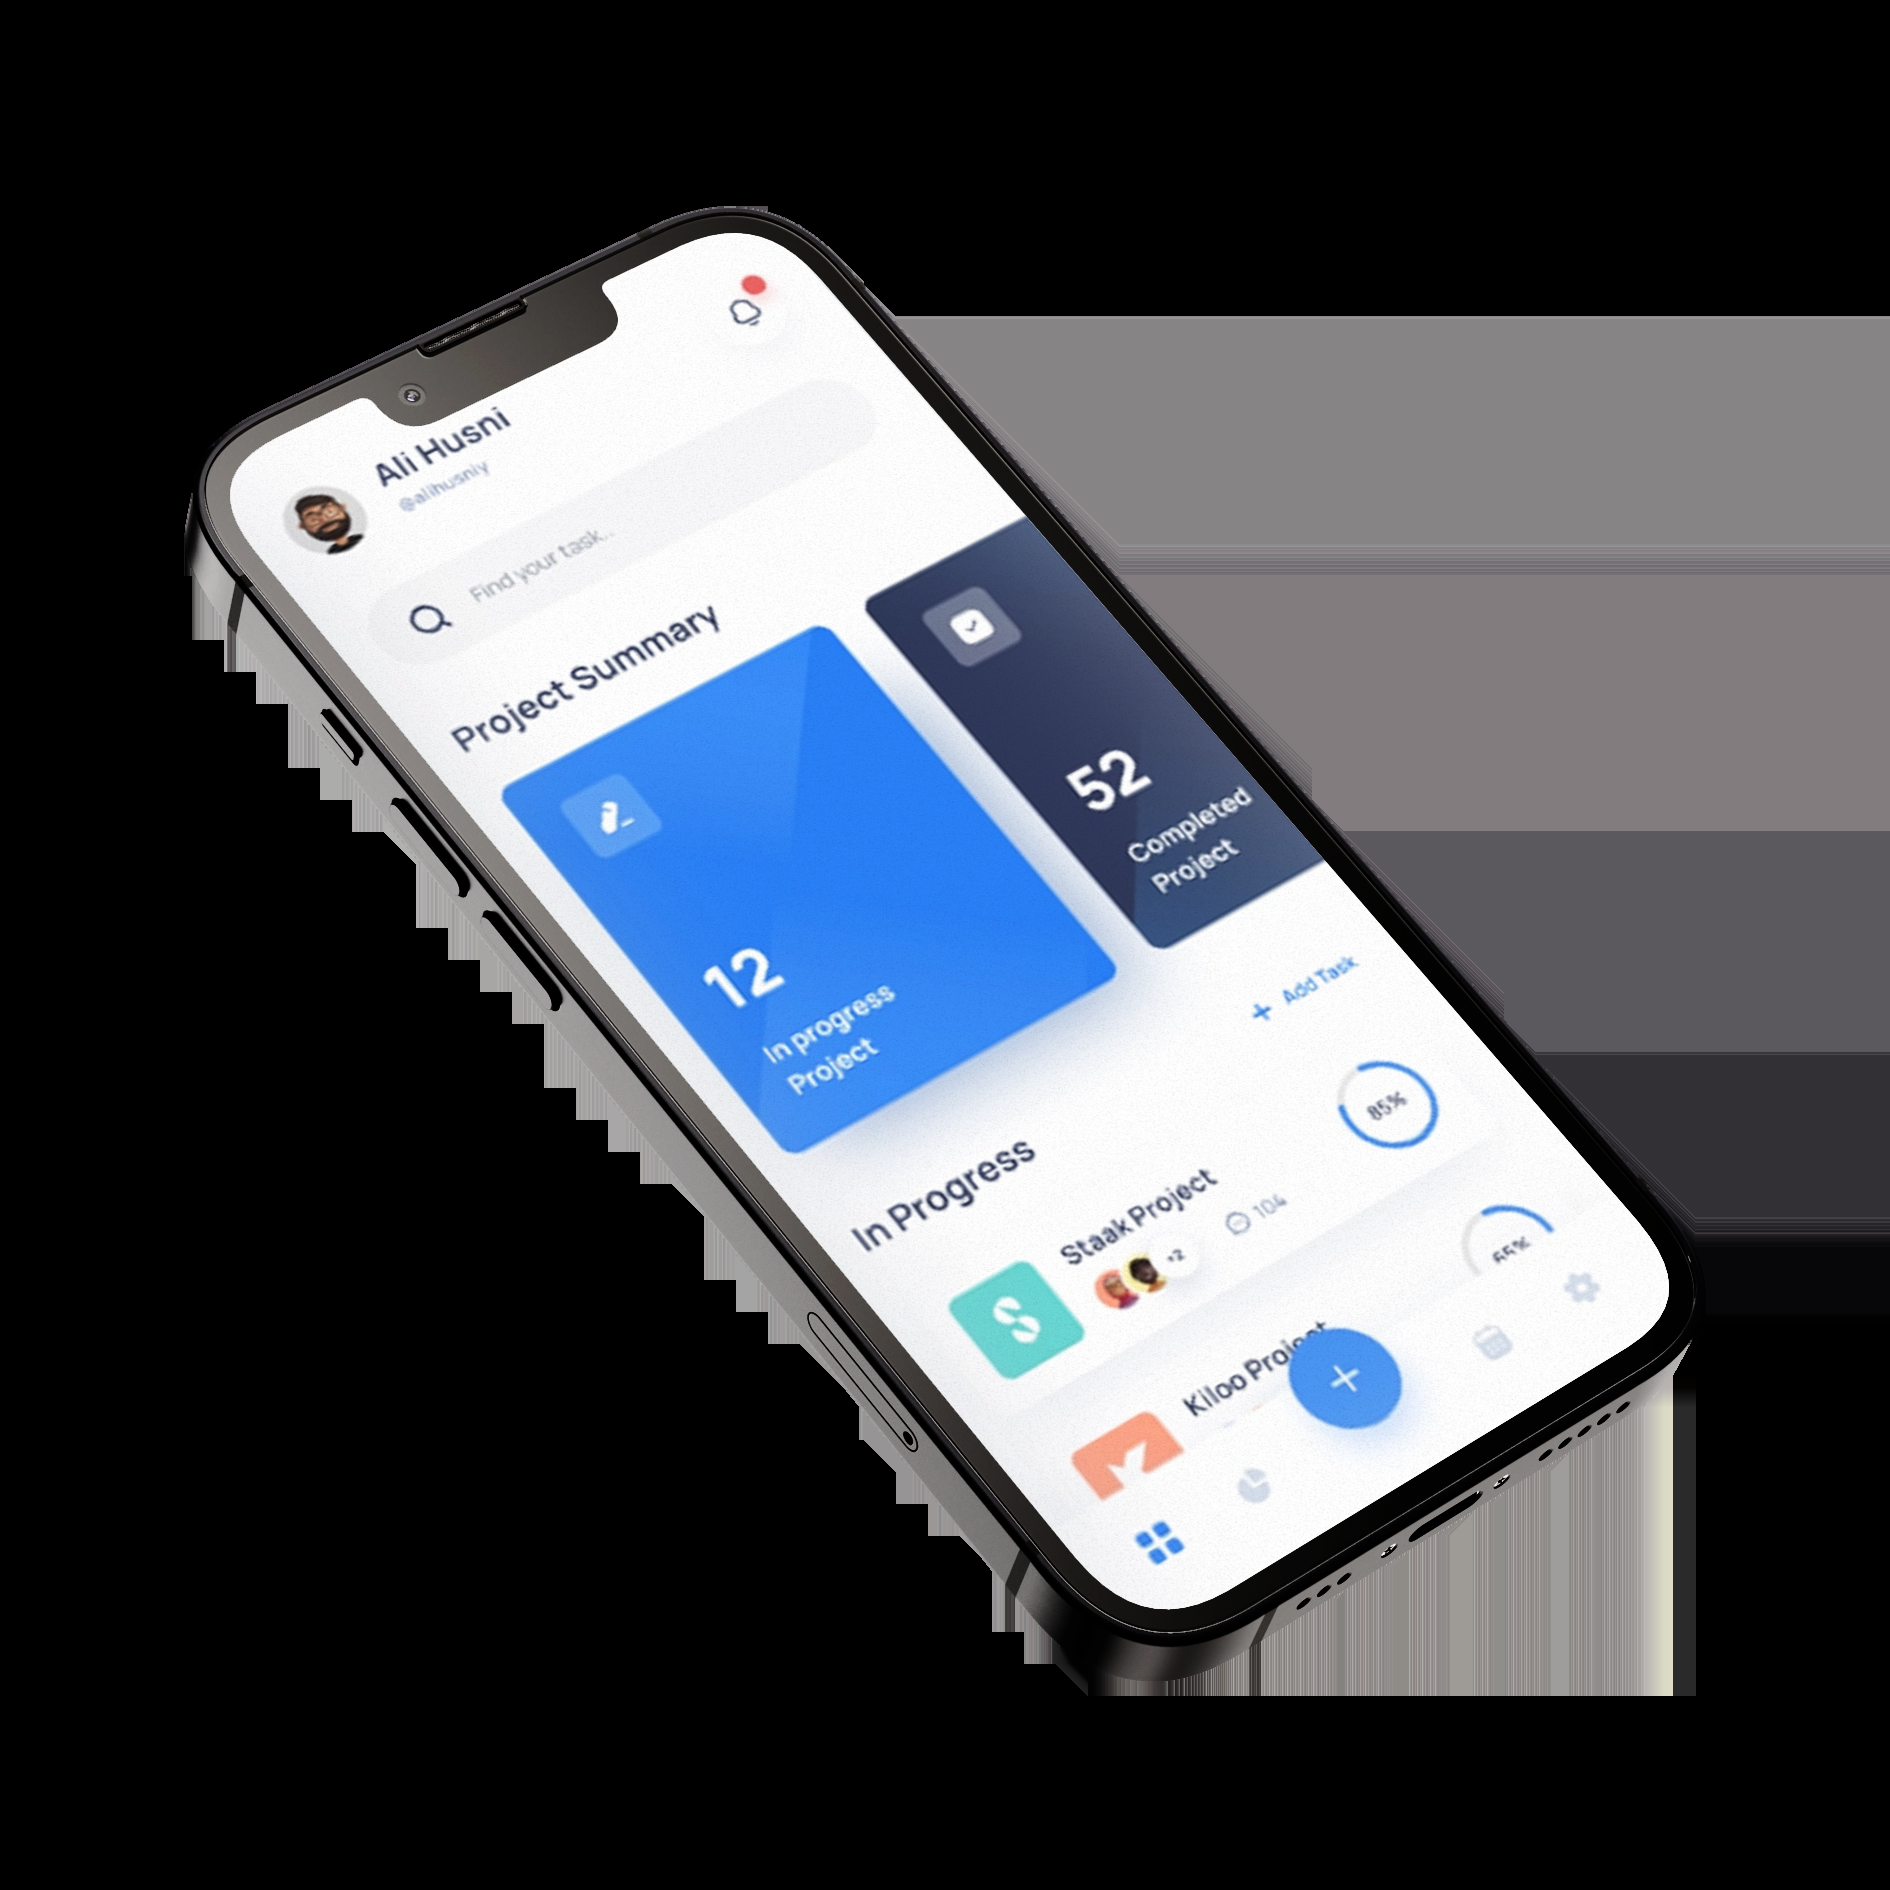 Ali Husni
@alihusniy
Find your task..
Project Summary
12
In progress
Project
52
Completed
Project
In Progress
+ Add Task
Staak Project
+2
104
85%
Kiloo Project
65%